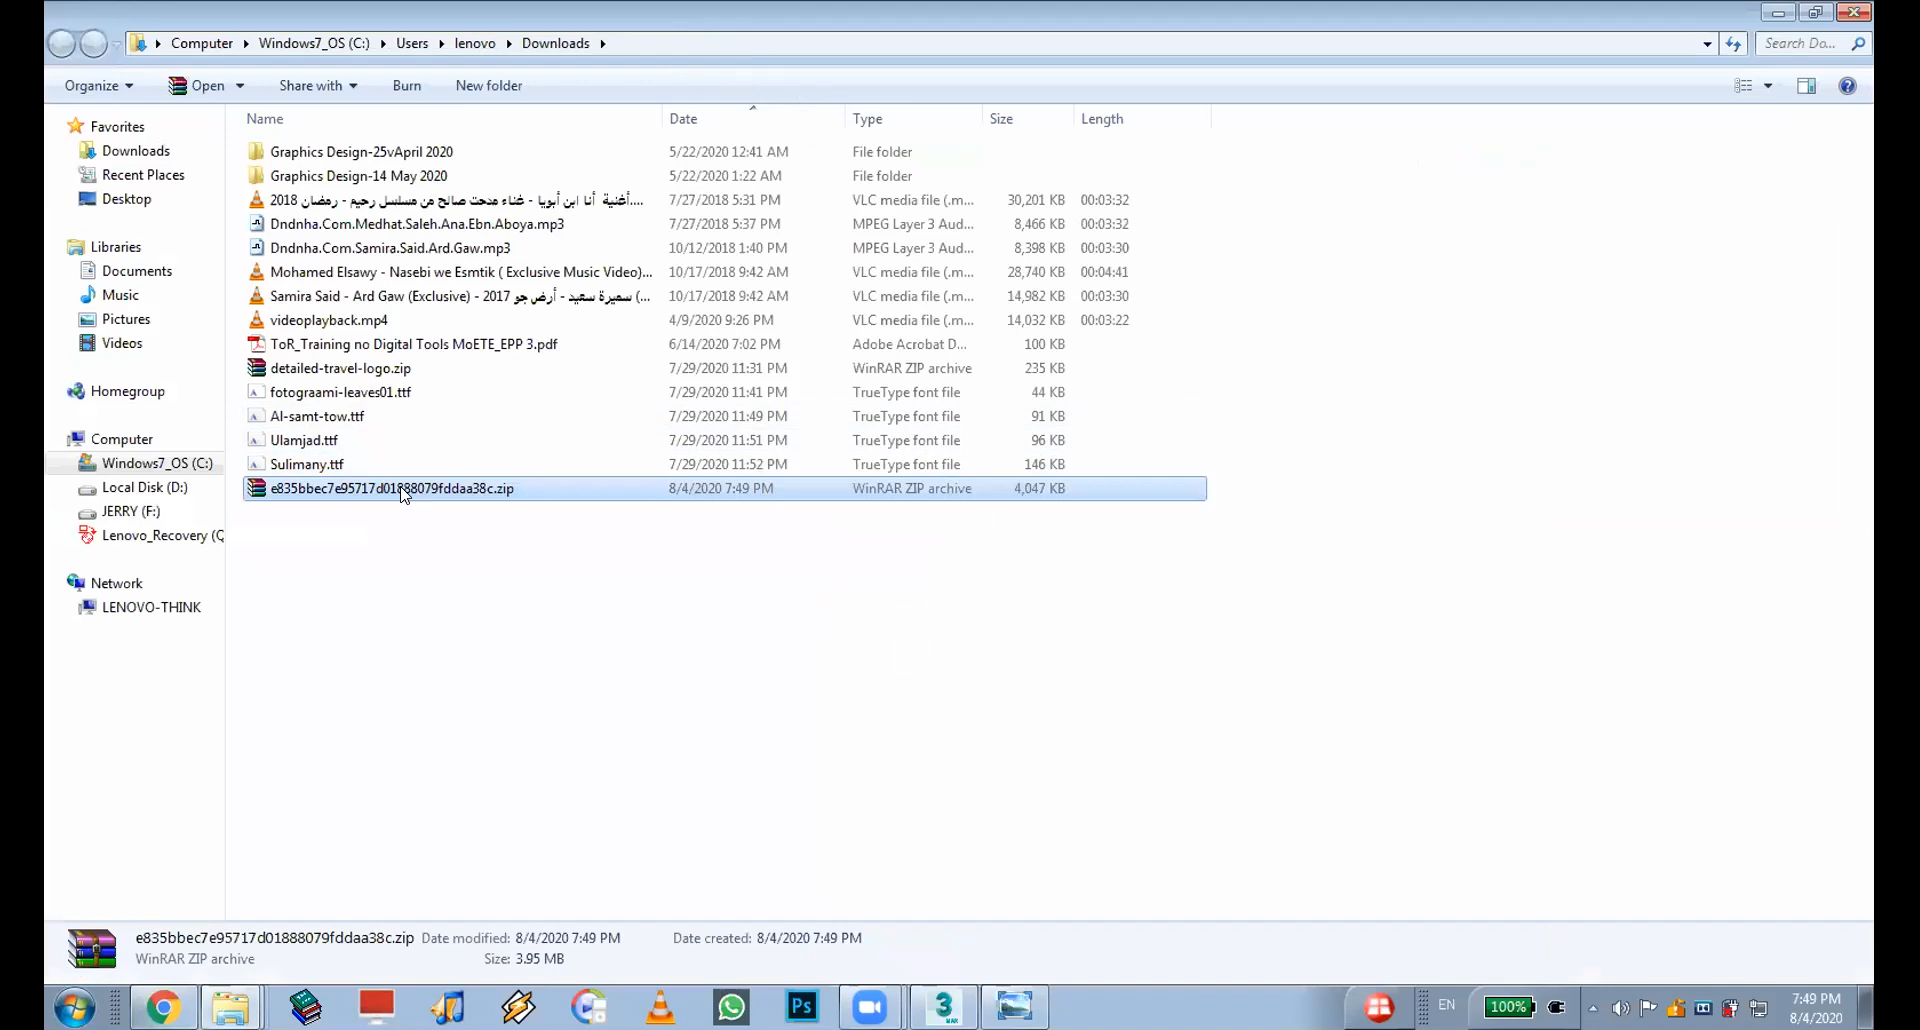 Computer Windows7_OS (C:) Users lenovo Downloads
Search Do...
Organize Open Share with Burn New folder
Name Date Type Size Length
Favorites
Downloads
Recent Places
Desktop
Libraries
Documents
Music
Pictures
Videos
Homegroup
Computer
Windows7_OS (C:)
Local Disk (D:)
JERRY (F:)
Lenovo_Recovery (Q
Network
LENOVO-THINK
Graphics Design-25vApril 2020 5/22/2020 12:41 AM File folder
Graphics Design-14 May 2020 5/22/2020 1:22 AM File folder
أغنية أنا ابن أبويا - غناء مدحت صالح من مسلسل رحيم - رمضان 2018.... 7/27/2018 5:31 PM VLC media file (.m... 30,201 KB 00:03:32
Dndnha.Com.Medhat.Saleh.Ana.Ebn.Aboya.mp3 7/27/2018 5:37 PM MPEG Layer 3 Aud... 8,466 KB 00:03:32
Dndnha.Com.Samira.Said.Ard.Gaw.mp3 10/12/2018 1:40 PM MPEG Layer 3 Aud... 8,398 KB 00:03:30
Mohamed Elsawy - Nasebi we Esmtik ( Exclusive Music Video)... 10/17/2018 9:42 AM VLC media file (.m... 28,740 KB 00:04:41
Samira Said - Ard Gaw (Exclusive) - 2017 سميرة سعيد - أرض جو (... 10/17/2018 9:42 AM VLC media file (.m... 14,982 KB 00:03:30
videoplayback.mp4 4/9/2020 9:26 PM VLC media file (.m... 14,032 KB 00:03:22
ToR_Training no Digital Tools MoETE_EPP 3.pdf 6/14/2020 7:02 PM Adobe Acrobat D... 100 KB
detailed-travel-logo.zip 7/29/2020 11:31 PM WinRAR ZIP archive 235 KB
fotograami-leaves01.ttf 7/29/2020 11:41 PM TrueType font file 44 KB
Al-samt-tow.ttf 7/29/2020 11:49 PM TrueType font file 91 KB
Ulamjad.ttf 7/29/2020 11:51 PM TrueType font file 96 KB
Sulimany.ttf 7/29/2020 11:52 PM TrueType font file 146 KB
e835bbec7e95717d01888079fddaa38c.zip 8/4/2020 7:49 PM WinRAR ZIP archive 4,047 KB
e835bbec7e95717d01888079fddaa38c.zip Date modified: 8/4/2020 7:49 PM Date created: 8/4/2020 7:49 PM
WinRAR ZIP archive Size: 3.95 MB
Ps
3
MAX
EN
100%
7:49 PM
8/4/2020